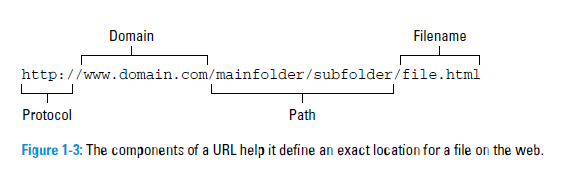 Domain Filename
http://www.domain.com/mainfolder/subfolder/file.html
Protocol Path
Figure 1-3: The components of a URL help it define an exact location for a file on the web.